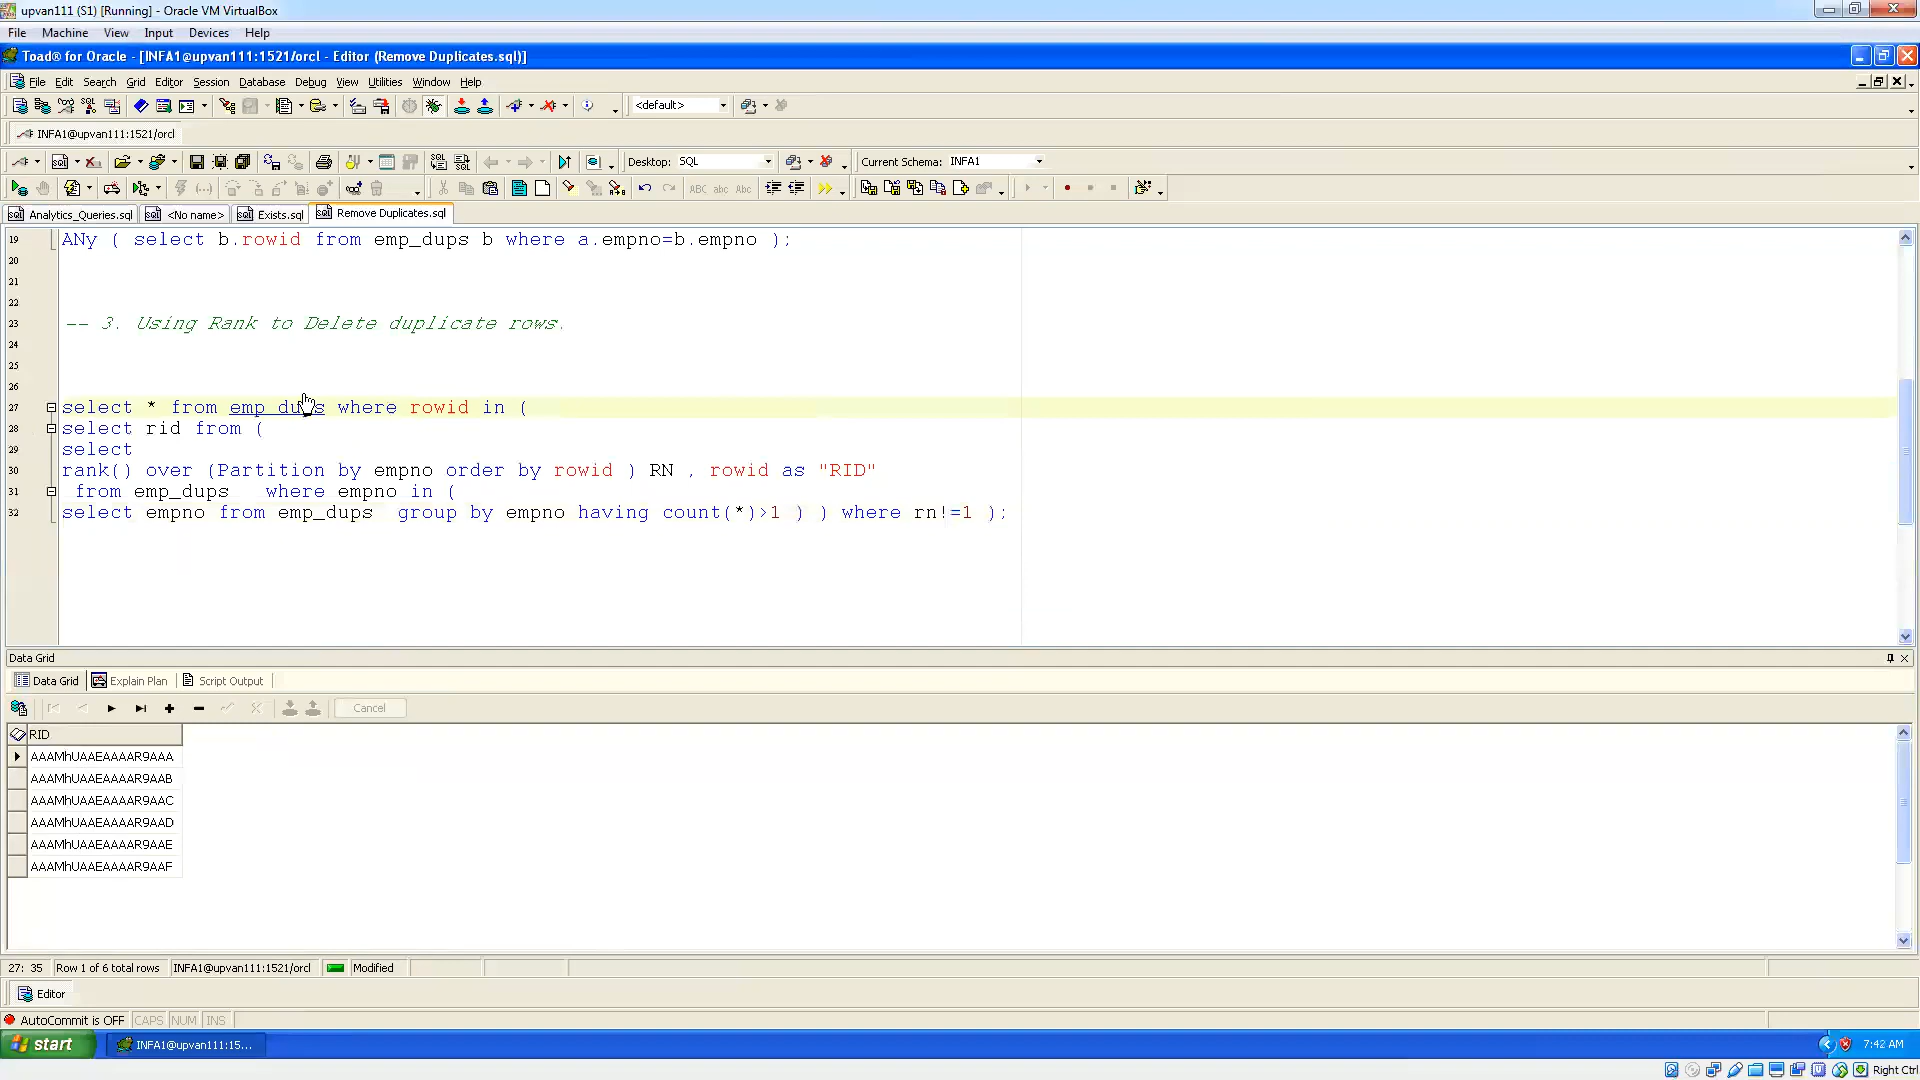 upvan111 (S1) [Running] - Oracle VM VirtualBox
File Machine View Input Devices Help
Toad® for Oracle - [INFA1@upvan111:1521/orcl - Editor (Remove Duplicates.sql)]
File Edit Search Grid Editor Session Database Debug View Utilities Window Help
<default>
INFA1@upvan111:1521/orcl
Desktop: SQL Current Schema: INFA1
Analytics_Queries.sql <No name> Exists.sql Remove Duplicates.sql
19 ANy ( select b.rowid from emp_dups b where a.empno=b.empno );
20
21
22
23 -- 3. Using Rank to Delete duplicate rows.
24
25
26
27 select * from emp_dups where rowid in (
28 select rid from (
29 select
30 rank() over (Partition by empno order by rowid ) RN , rowid as "RID"
31 from emp_dups where empno in (
32 select empno from emp_dups group by empno having count(*)>1 ) ) where rn!=1 );
Data Grid
Data Grid Explain Plan Script Output
Cancel
RID
AAAMhUAAEAAAAR9AAA
AAAMhUAAEAAAAR9AAB
AAAMhUAAEAAAAR9AAC
AAAMhUAAEAAAAR9AAD
AAAMhUAAEAAAAR9AAE
AAAMhUAAEAAAAR9AAF
27: 35 Row 1 of 6 total rows INFA1@upvan111:1521/orcl Modified
Editor
AutoCommit is OFF CAPS NUM INS
start INFA1@upvan111:15... 7:42 AM
Right Ctrl